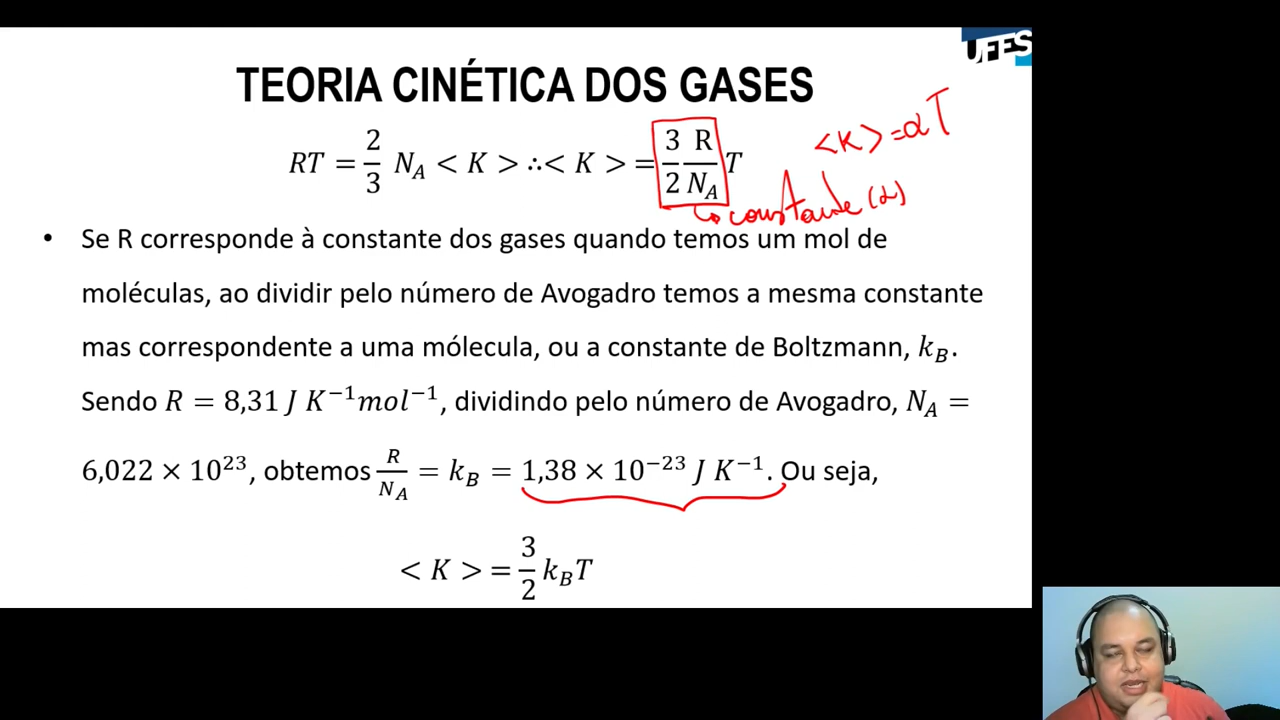 UFES
TEORIA CINÉTICA DOS GASES
RT = 2/3 N_A < K > ∴ < K > = 3/2 R/N_A T
<K> = αT
↳ constante (α)
• Se R corresponde à constante dos gases quando temos um mol de
moléculas, ao dividir pelo número de Avogadro temos a mesma constante
mas correspondente a uma mólecula, ou a constante de Boltzmann, k_B.
Sendo R = 8,31 J K⁻¹mol⁻¹, dividindo pelo número de Avogadro, N_A =
6,022 × 10²³, obtemos R/N_A = k_B = 1,38 × 10⁻²³ J K⁻¹. Ou seja,
< K > = 3/2 k_B T